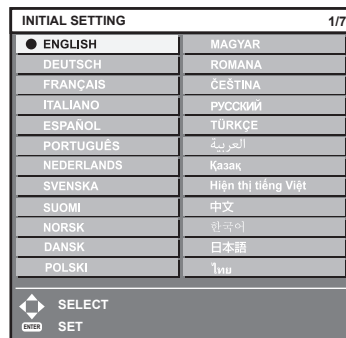 INITIAL SETTING 1/7
ENGLISH
DEUTSCH
FRANÇAIS
ITALIANO
ESPAÑOL
PORTUGUÊS
NEDERLANDS
SVENSKA
SUOMI
NORSK
DANSK
POLSKI
MAGYAR
ROMANA
ČEŠTINA
РУССКИЙ
TÜRKÇE
العربية
Қазақ
Hiện thị tiếng Việt
中文
한국어
日本語
ไทย
SELECT
ENTER SET